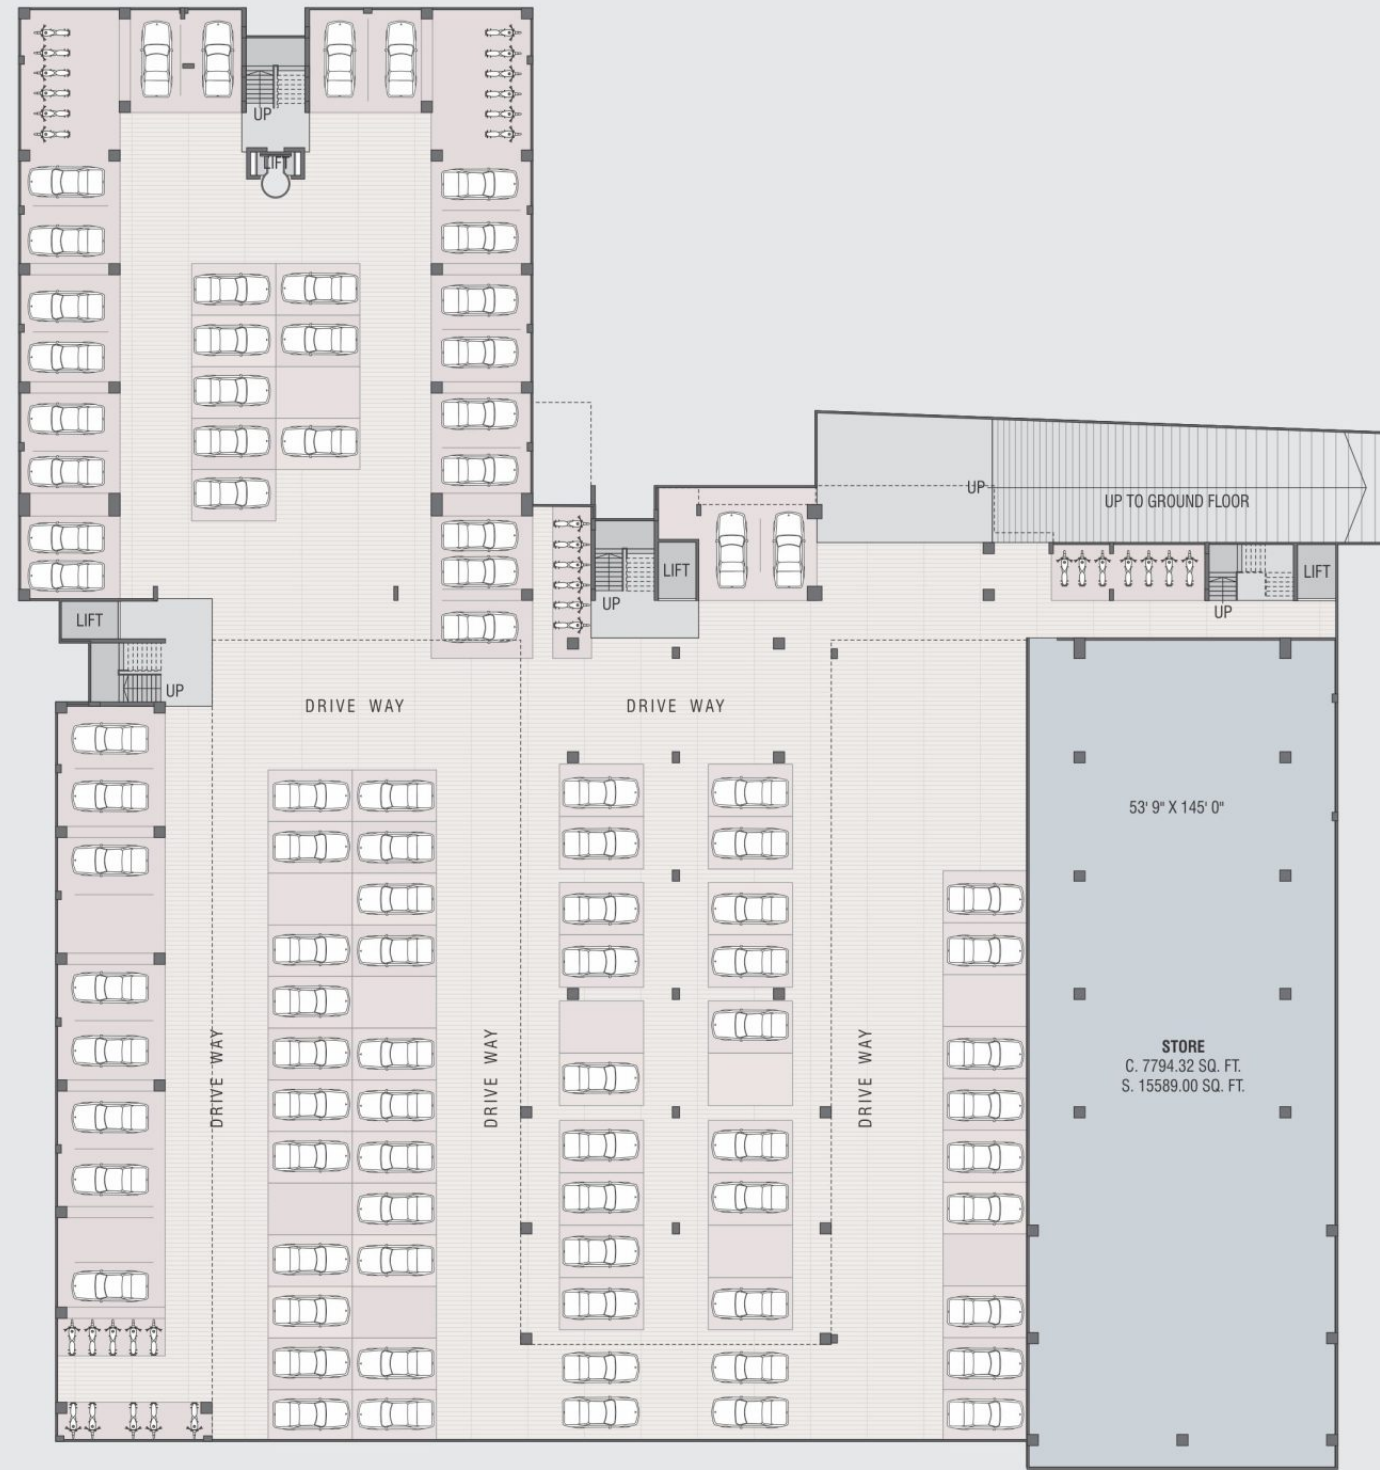 UP
LIFT
UP
UP TO GROUND FLOOR
LIFT
LIFT
UP
UP
LIFT
UP
DRIVE WAY
DRIVE WAY
53' 9" X 145' 0"
DRIVE WAY
DRIVE WAY
DRIVE WAY
STORE
C. 7794.32 SQ. FT.
S. 15589.00 SQ. FT.